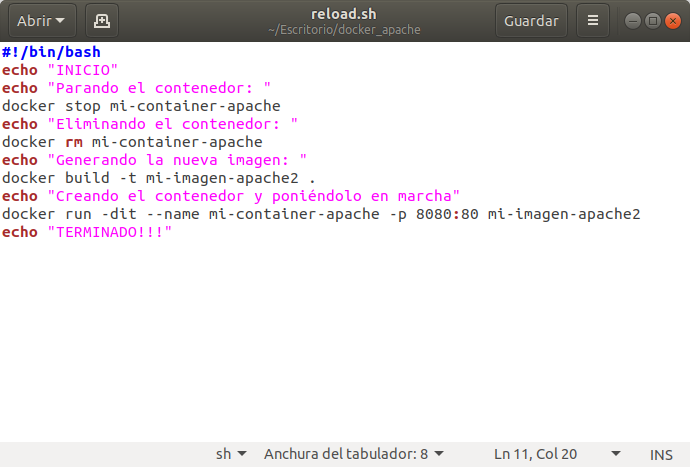 Abrir
reload.sh
~/Escritorio/docker_apache
Guardar
#!/bin/bash
echo "INICIO"
echo "Parando el contenedor: "
docker stop mi-container-apache
echo "Eliminando el contenedor: "
docker rm mi-container-apache
echo "Generando la nueva imagen: "
docker build -t mi-imagen-apache2 .
echo "Creando el contenedor y poniéndolo en marcha"
docker run -dit --name mi-container-apache -p 8080:80 mi-imagen-apache2
echo "TERMINADO!!!"
sh Anchura del tabulador: 8 Ln 11, Col 20 INS